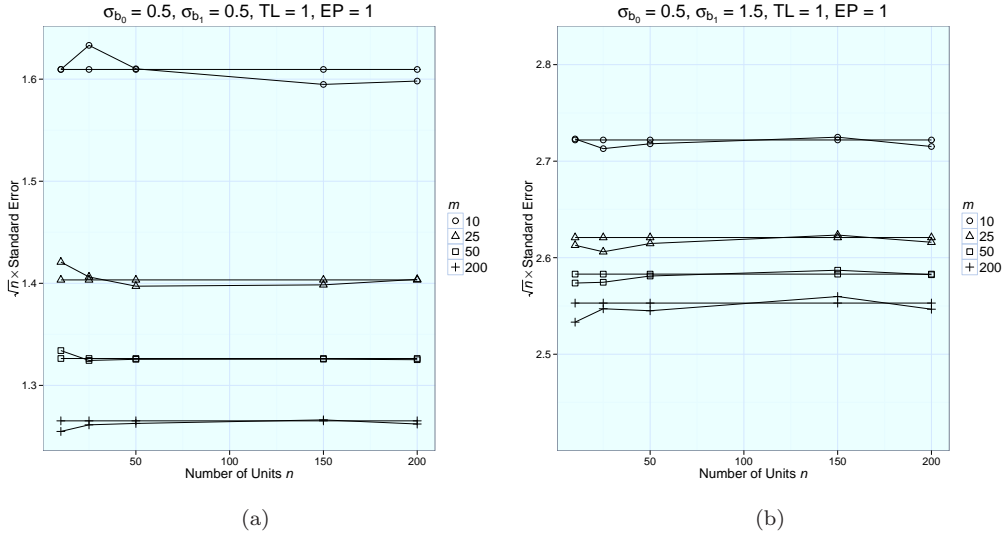 σb₀ = 0.5, σb₁ = 0.5, TL = 1, EP = 1
1.6
1.5
1.4
1.3
√n × Standard Error
50
100
150
200
Number of Units n
m
10
25
50
200
(a)
σb₀ = 0.5, σb₁ = 1.5, TL = 1, EP = 1
2.8
2.7
2.6
2.5
√n × Standard Error
50
100
150
200
Number of Units n
m
10
25
50
200
(b)